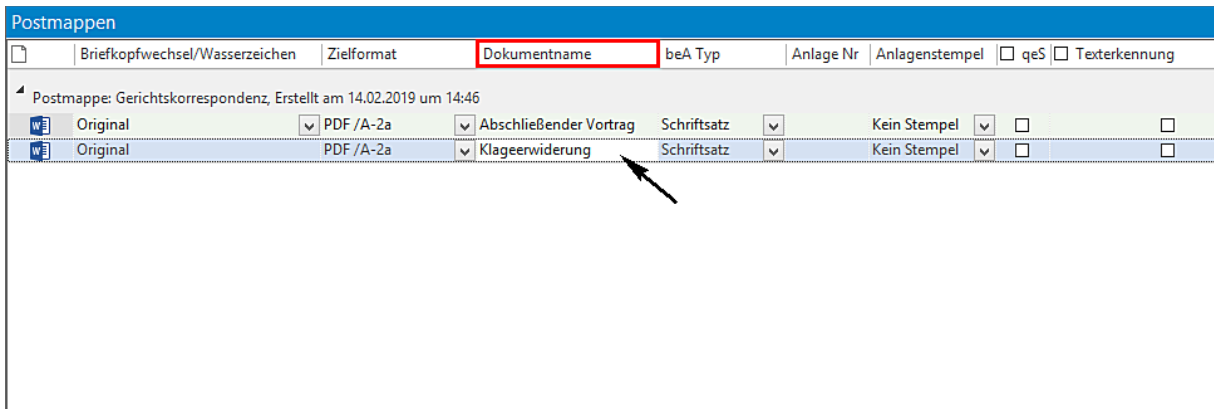 Postmappen
Briefkopfwechsel/Wasserzeichen Zielformat Dokumentname beA Typ Anlage Nr Anlagenstempel qeS Texterkennung
Postmappe: Gerichtskorrespondenz, Erstellt am 14.02.2019 um 14:46
Original PDF /A-2a Abschließender Vortrag Schriftsatz Kein Stempel
Original PDF /A-2a Klageerwiderung Schriftsatz Kein Stempel